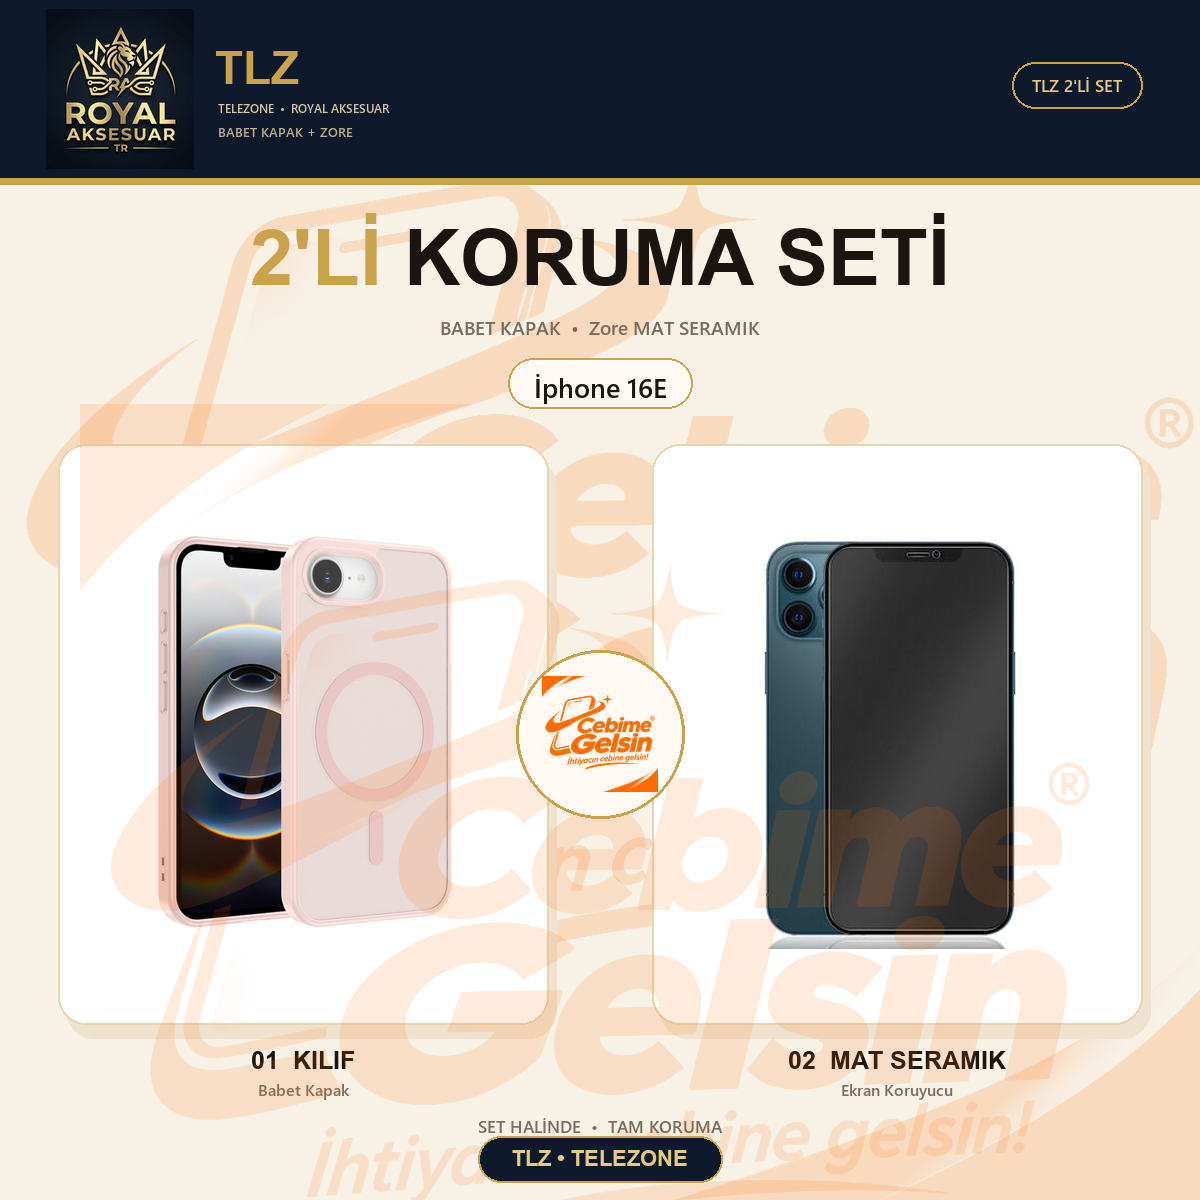 ROYAL
AKSESUAR
TR
TLZ
TELEZONE • ROYAL AKSESUAR
BABET KAPAK + ZORE
TLZ 2'Lİ SET
2'Lİ KORUMA SETİ
BABET KAPAK • Zore MAT SERAMIK
İphone 16E
Cebime
Gelsin
İhtiyacın cebine gelsin!
Cebime
Gelsin
01 KILIF
Babet Kapak
02 MAT SERAMIK
Ekran Koruyucu
SET HALİNDE • TAM KORUMA
TLZ • TELEZONE